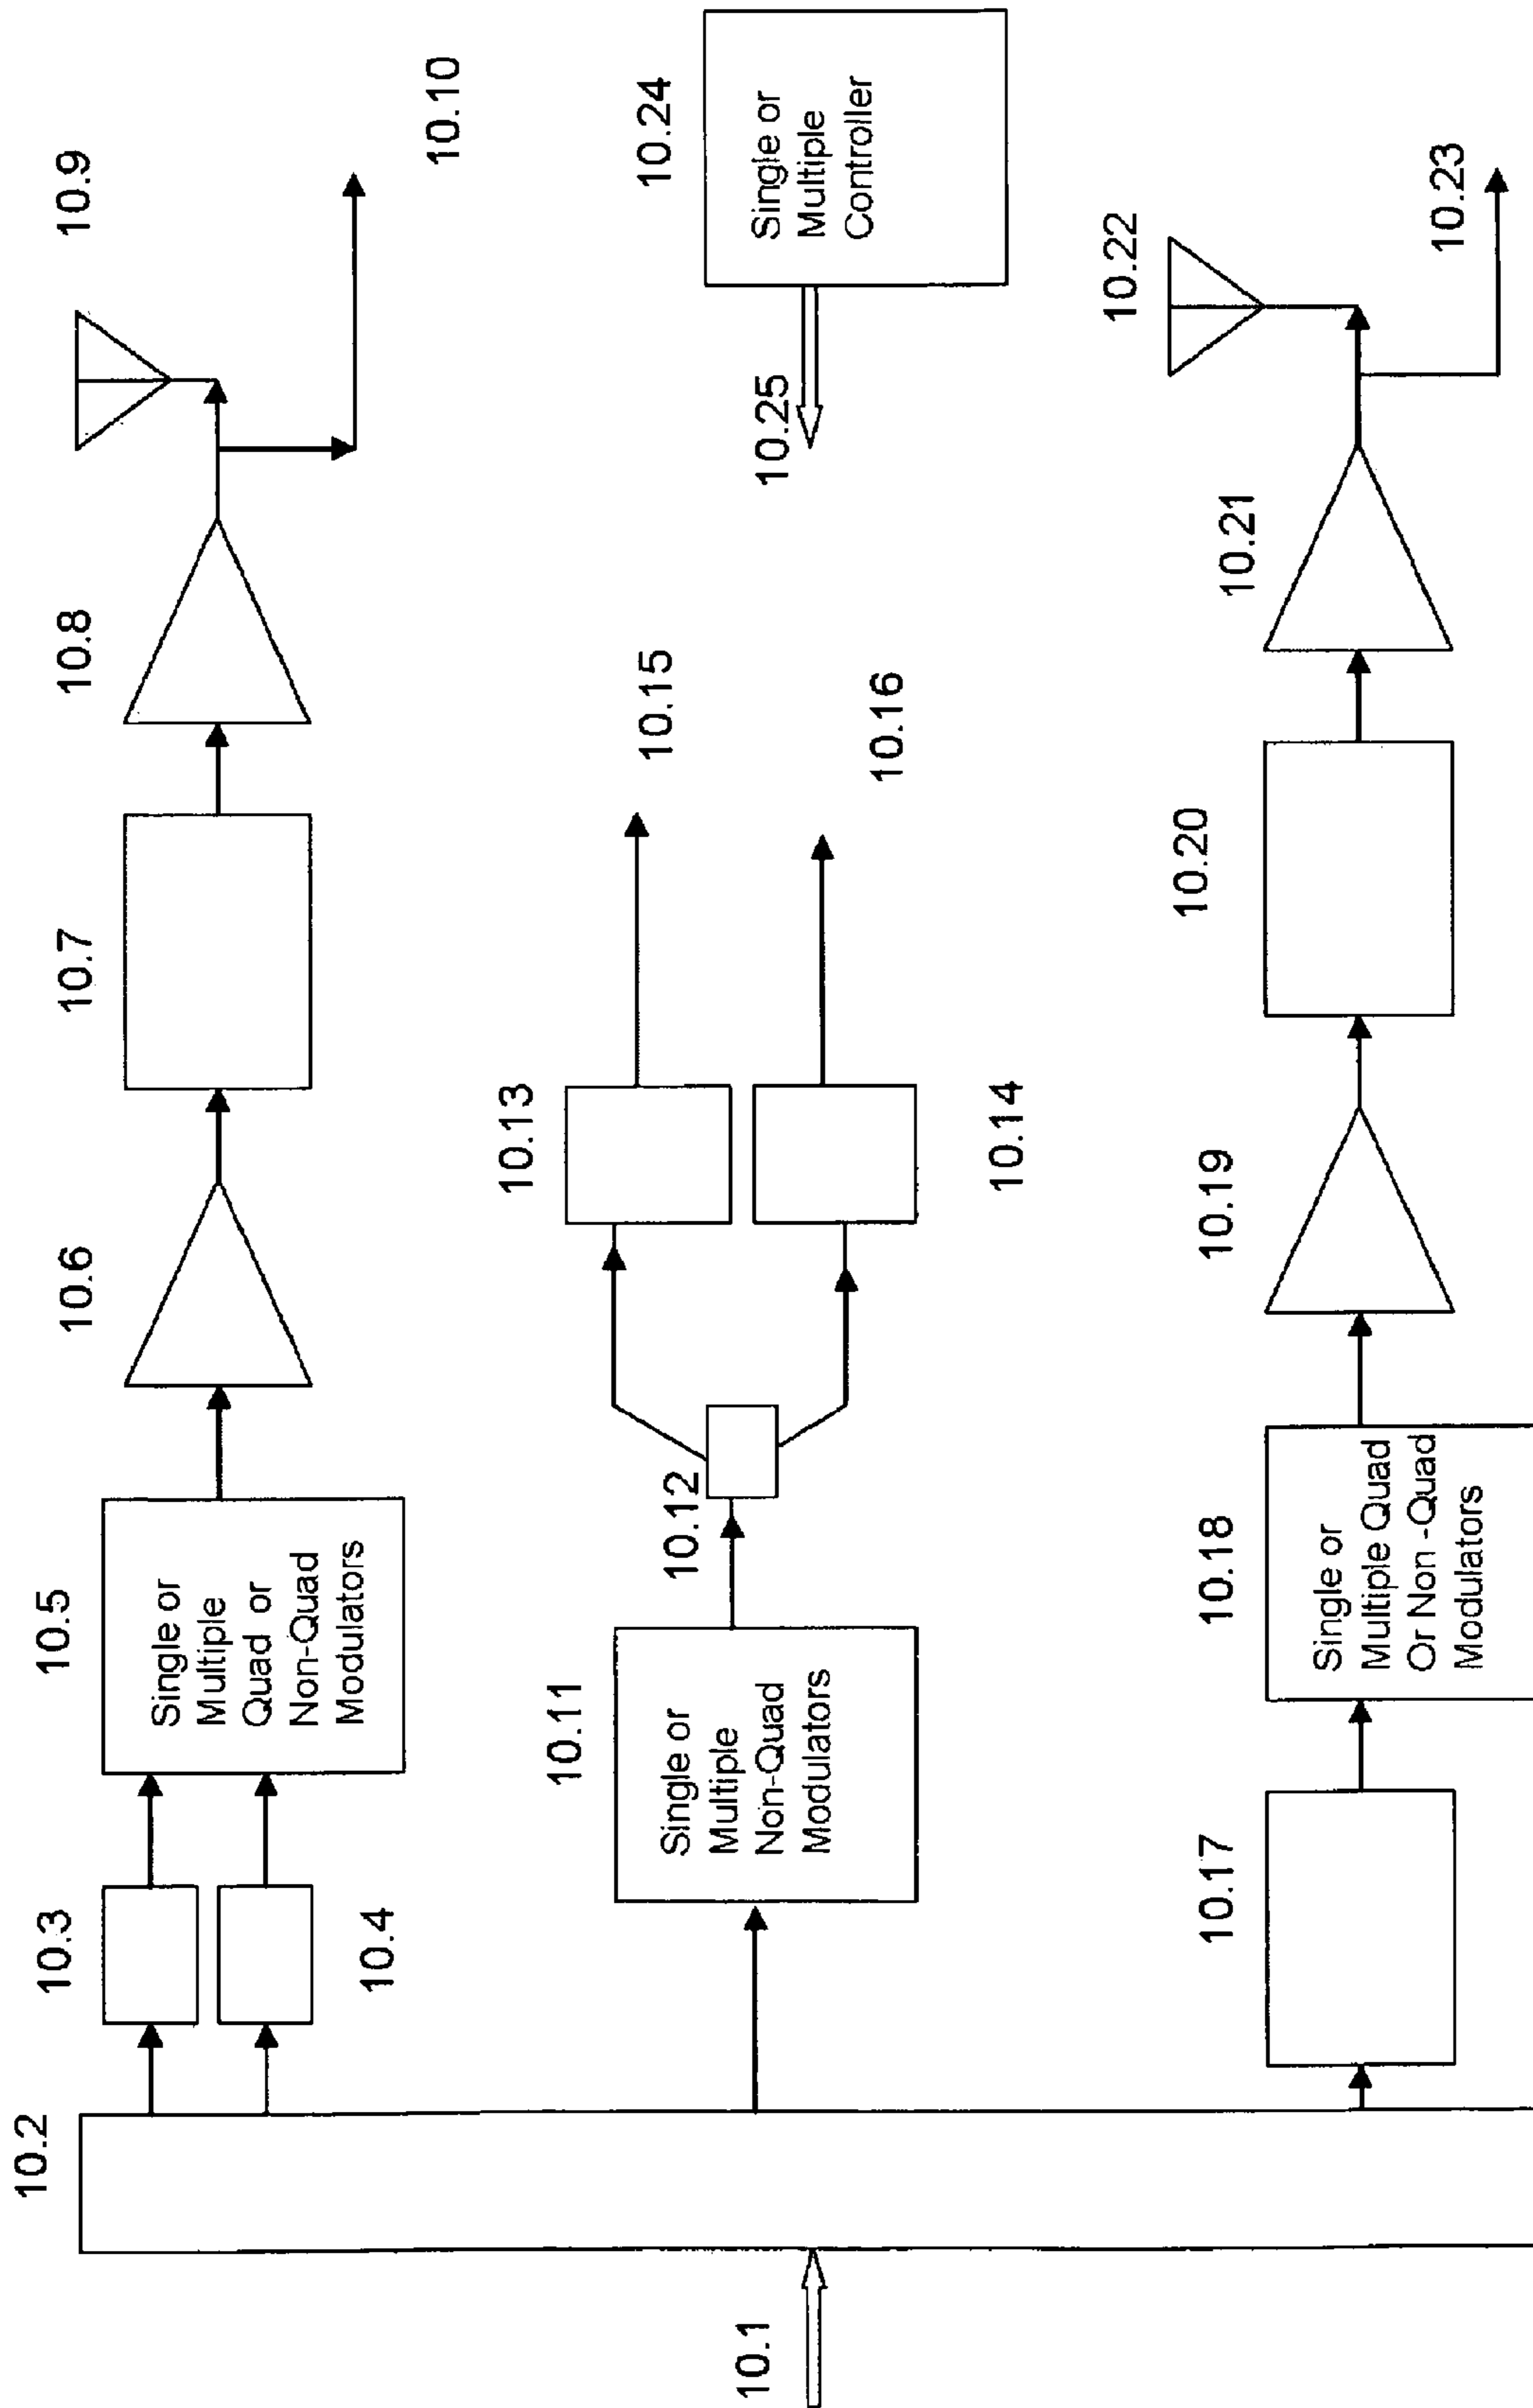 10.1
10.2
10.3
10.4
10.5
Single or
Multiple
Quad or
Non-Quad
Modulators
10.6
10.7
10.8
10.9
10.10
10.11
Single or
Multiple
Non-Quad
Modulators
10.12
10.13
10.14
10.15
10.16
10.24
Single or
Multiple
Controller
10.25
10.17
10.18
Single or
Multiple Quad
Or Non -Quad
Modulators
10.19
10.20
10.21
10.22
10.23